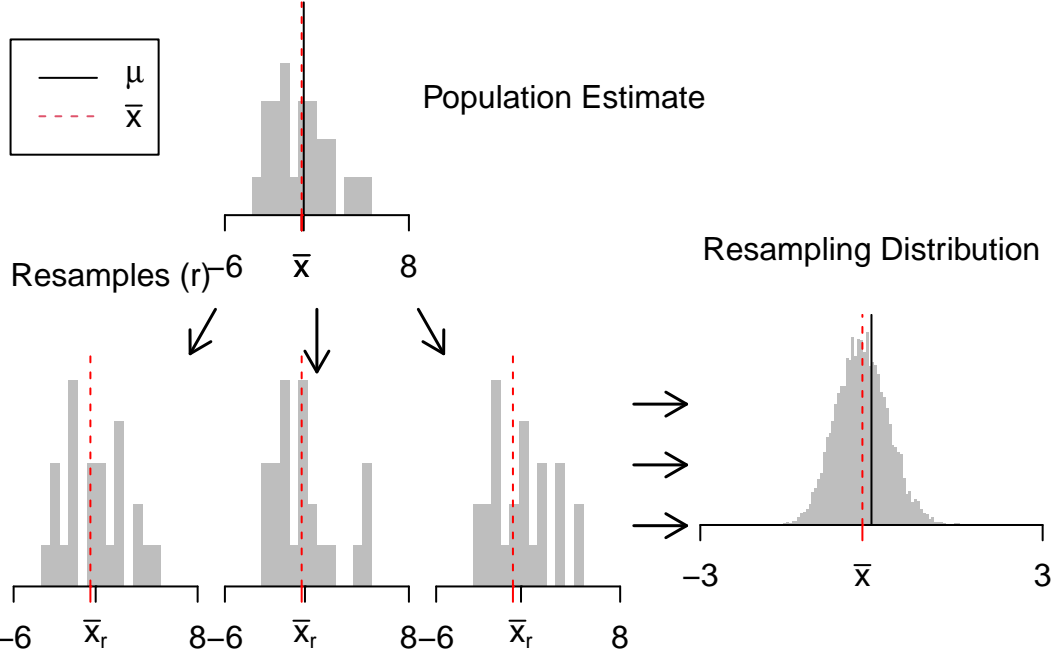 μ
x̄
Population Estimate
−6 x̄ 8
Resamples (r)
Resampling Distribution
−3 x̄ 3
−6 x̄r 8
−6 x̄r 8
−6 x̄r 8